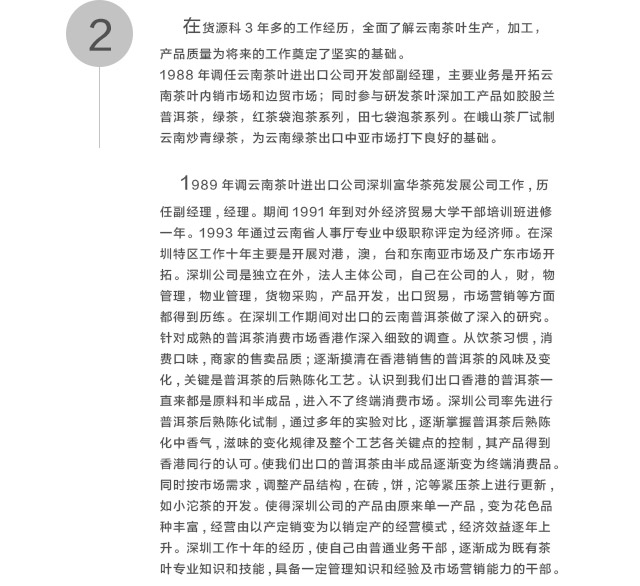 2
在货源科3年多的工作经历，全面了解云南茶叶生产，加工，
产品质量为将来的工作奠定了坚实的基础。
1988年调任云南茶叶进出口公司开发部副经理，主要业务是开拓云
南茶叶内销市场和边贸市场；同时参与研发茶叶深加工产品如胶股兰
普洱茶，绿茶，红茶袋泡茶系列，田七袋泡茶系列。在峨山茶厂试制
云南炒青绿茶，为云南绿茶出口中亚市场打下良好的基础。
1989年调云南茶叶进出口公司深圳富华茶苑发展公司工作，历
任副经理，经理。期间1991年到对外经济贸易大学干部培训班进修
一年。1993年通过云南省人事厅专业中级职称评定为经济师。在深
圳特区工作十年主要是开展对港，澳，台和东南亚市场及广东市场开
拓。深圳公司是独立在外，法人主体公司，自己在公司的人，财，物
管理，物业管理，货物采购，产品开发，出口贸易，市场营销等方面
都得到历练。在深圳工作期间对出口的云南普洱茶做了深入的研究。
针对成熟的普洱茶消费市场香港作深入细致的调查。从饮茶习惯，消
费口味，商家的售卖品质；逐渐摸清在香港销售的普洱茶的风味及变
化，关键是普洱茶的后熟陈化工艺。认识到我们出口香港的普洱茶一
直来都是原料和半成品，进入不了终端消费市场。深圳公司率先进行
普洱茶后熟陈化试制，通过多年的实验对比，逐渐掌握普洱茶后熟陈
化中香气，滋味的变化规律及整个工艺各关键点的控制，其产品得到
香港同行的认可。使我们出口的普洱茶由半成品逐渐变为终端消费品。
同时按市场需求，调整产品结构，在砖，饼，沱等紧压茶上进行更新，
如小沱茶的开发。使得深圳公司的产品由原来单一产品，变为花色品
种丰富，经营由以产定销变为以销定产的经营模式，经济效益逐年上
升。深圳工作十年的经历，使自己由普通业务干部，逐渐成为既有茶
叶专业知识和技能，具备一定管理知识和经验及市场营销能力的干部。